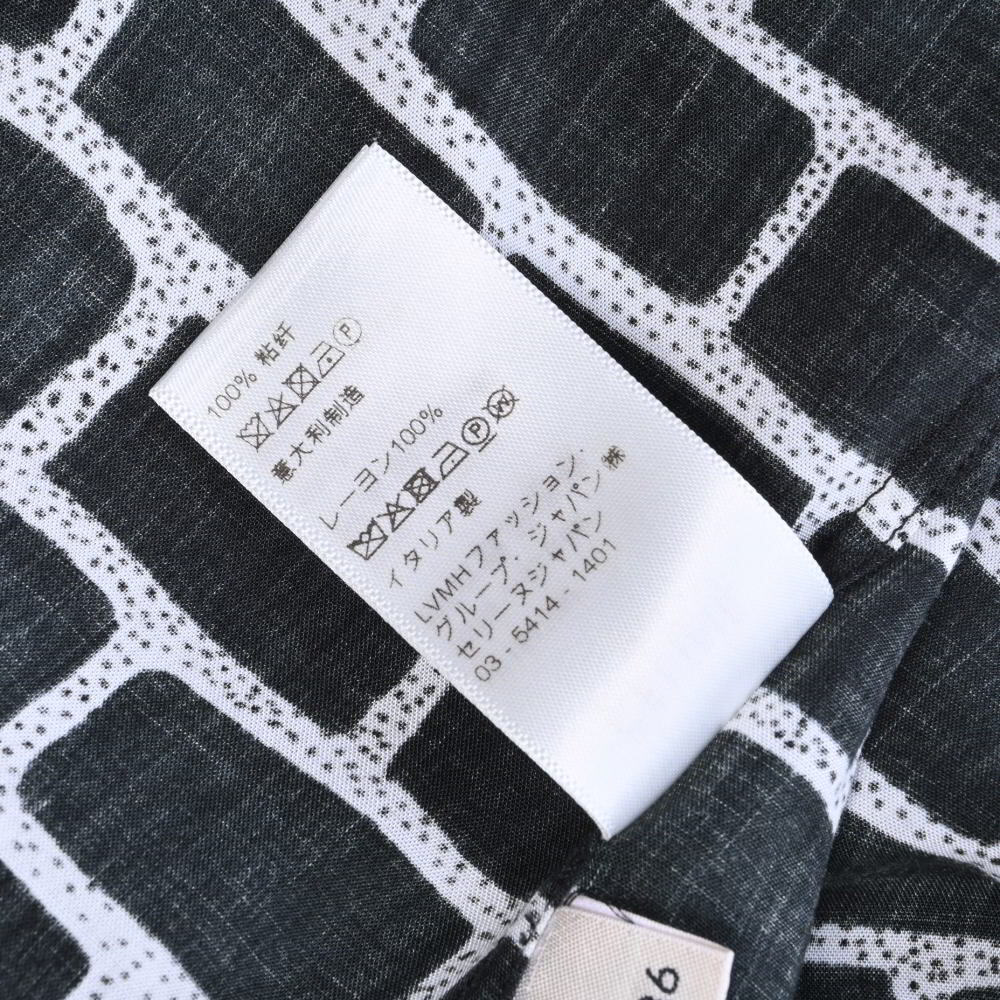 100% 粘纤
P
意大利制造
レーヨン100%
P W
イタリア製
LVMHファッション・
グループ・ジャパン㈱
セリーヌジャパン
03 - 5414 - 1401